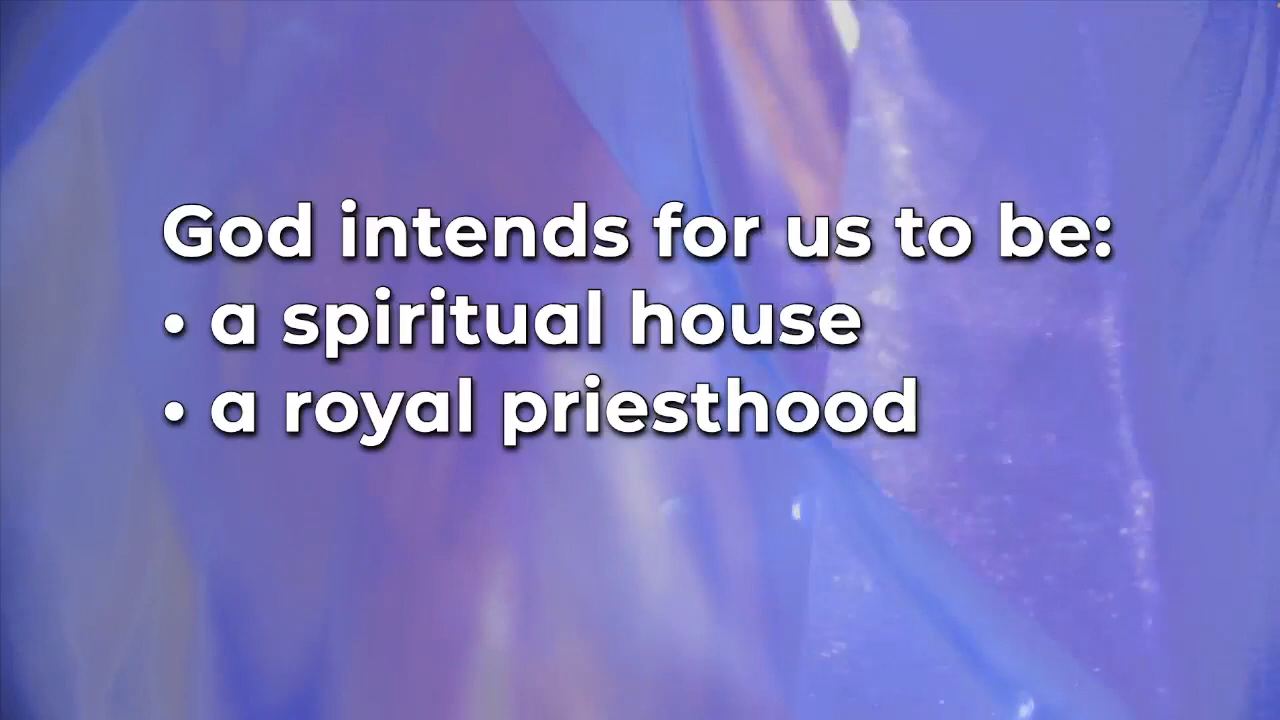 God intends for us to be:
• a spiritual house
• a royal priesthood